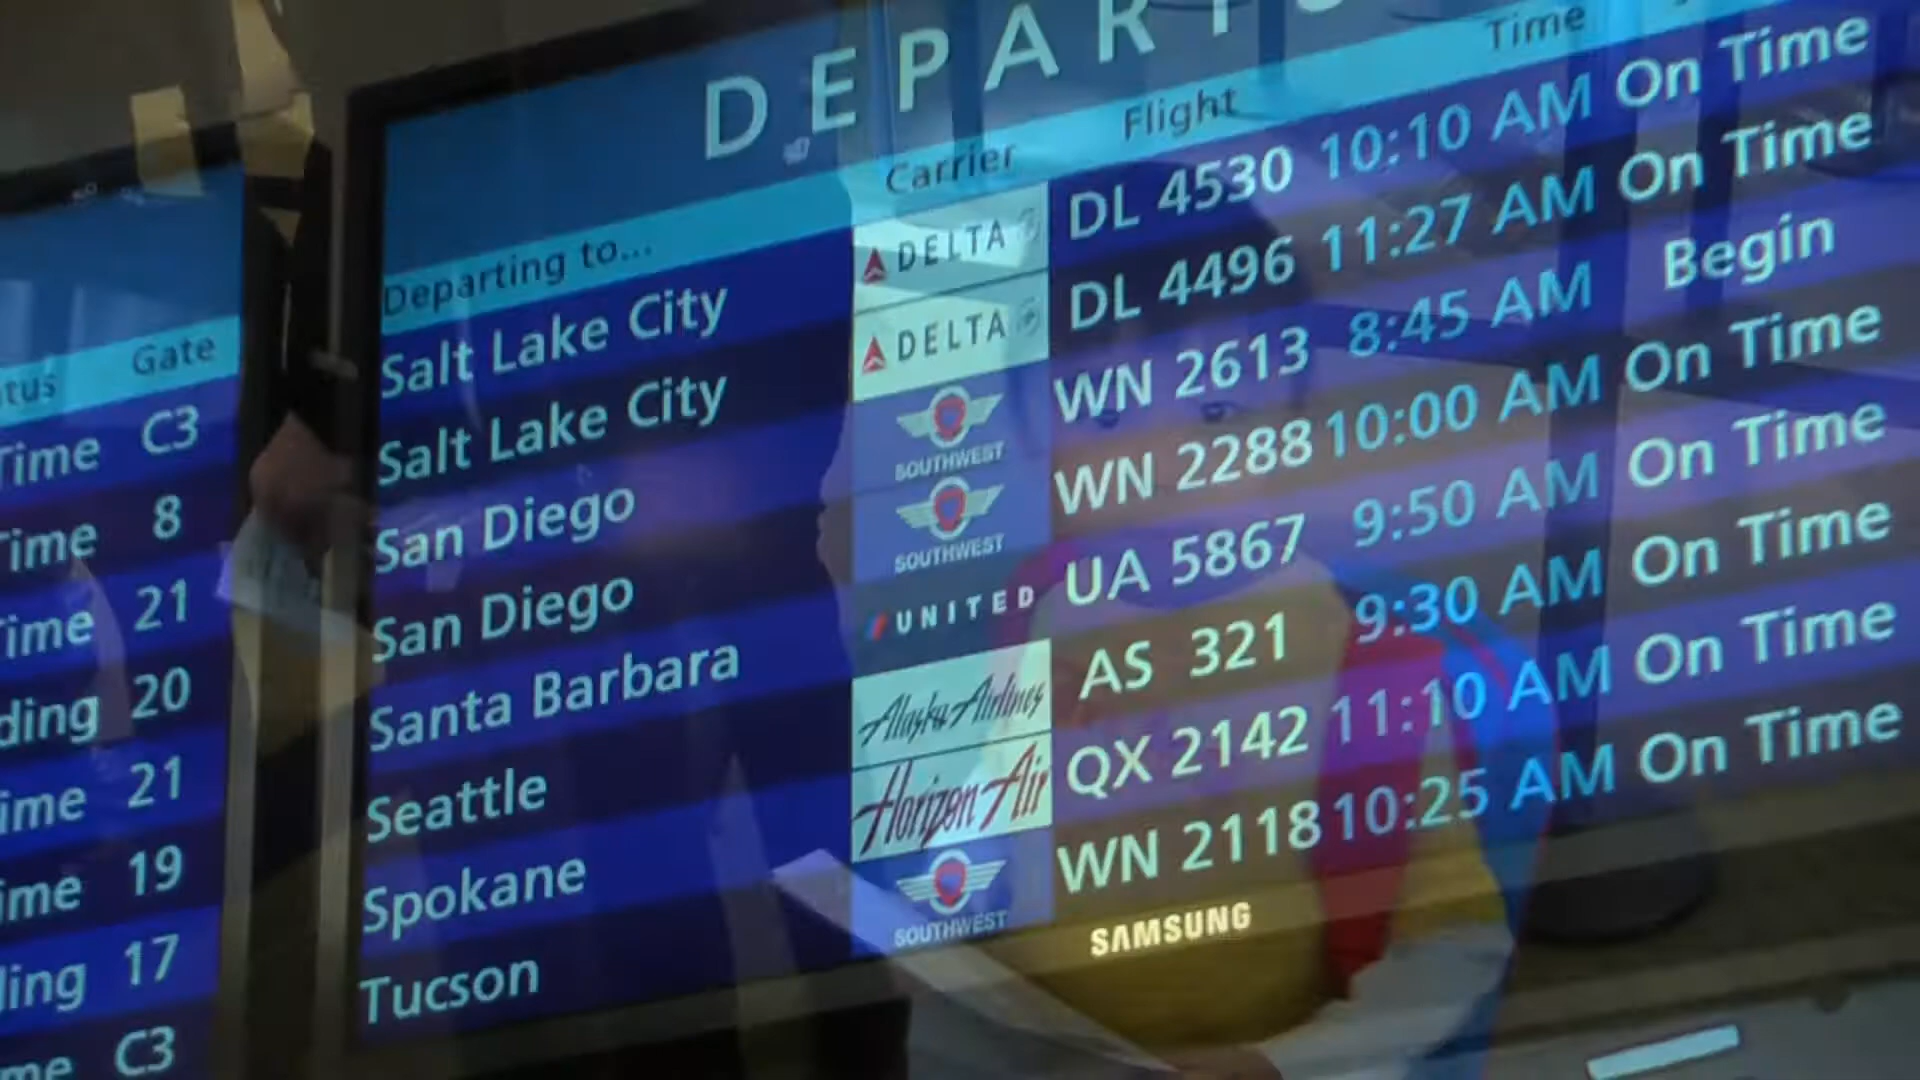 DEPART
Departing to... Carrier Flight Time
Salt Lake City DELTA DL 4530 10:10 AM On Time
Salt Lake City DELTA DL 4496 11:27 AM On Time
San Diego SOUTHWEST WN 2613 8:45 AM Begin
San Diego SOUTHWEST WN 2288 10:00 AM On Time
Santa Barbara UNITED UA 5867 9:50 AM On Time
Seattle Alaska Airlines AS 321 9:30 AM On Time
Spokane Horizon Air QX 2142 11:10 AM On Time
Tucson SOUTHWEST WN 2118 10:25 AM On Time
SAMSUNG
tus Gate
Time C3
Time 8
ime 21
ding 20
ime 21
ime 19
ding 17
me C3